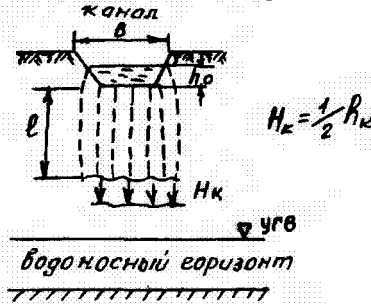 канал
в
h₀
l
Hк = 1/2 hк
Hк
угв
водоносный горизонт